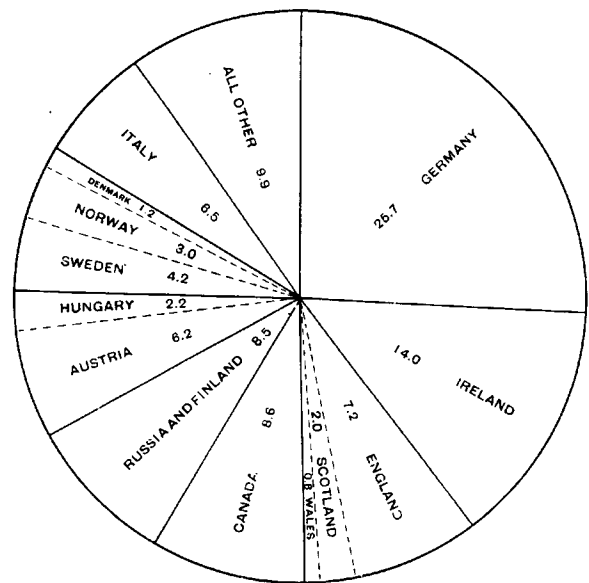 GERMANY
25.7
14.0
IRELAND
7.2
ENGLAND
2.0
SCOTLAND
0.8 WALES
8.6
CANADA
8.5
RUSSIA AND FINLAND
6.2
AUSTRIA
HUNGARY 2.2
SWEDEN 4.2
NORWAY 3.0
DENMARK 1.2
ITALY
6.5
ALL OTHER
9.9